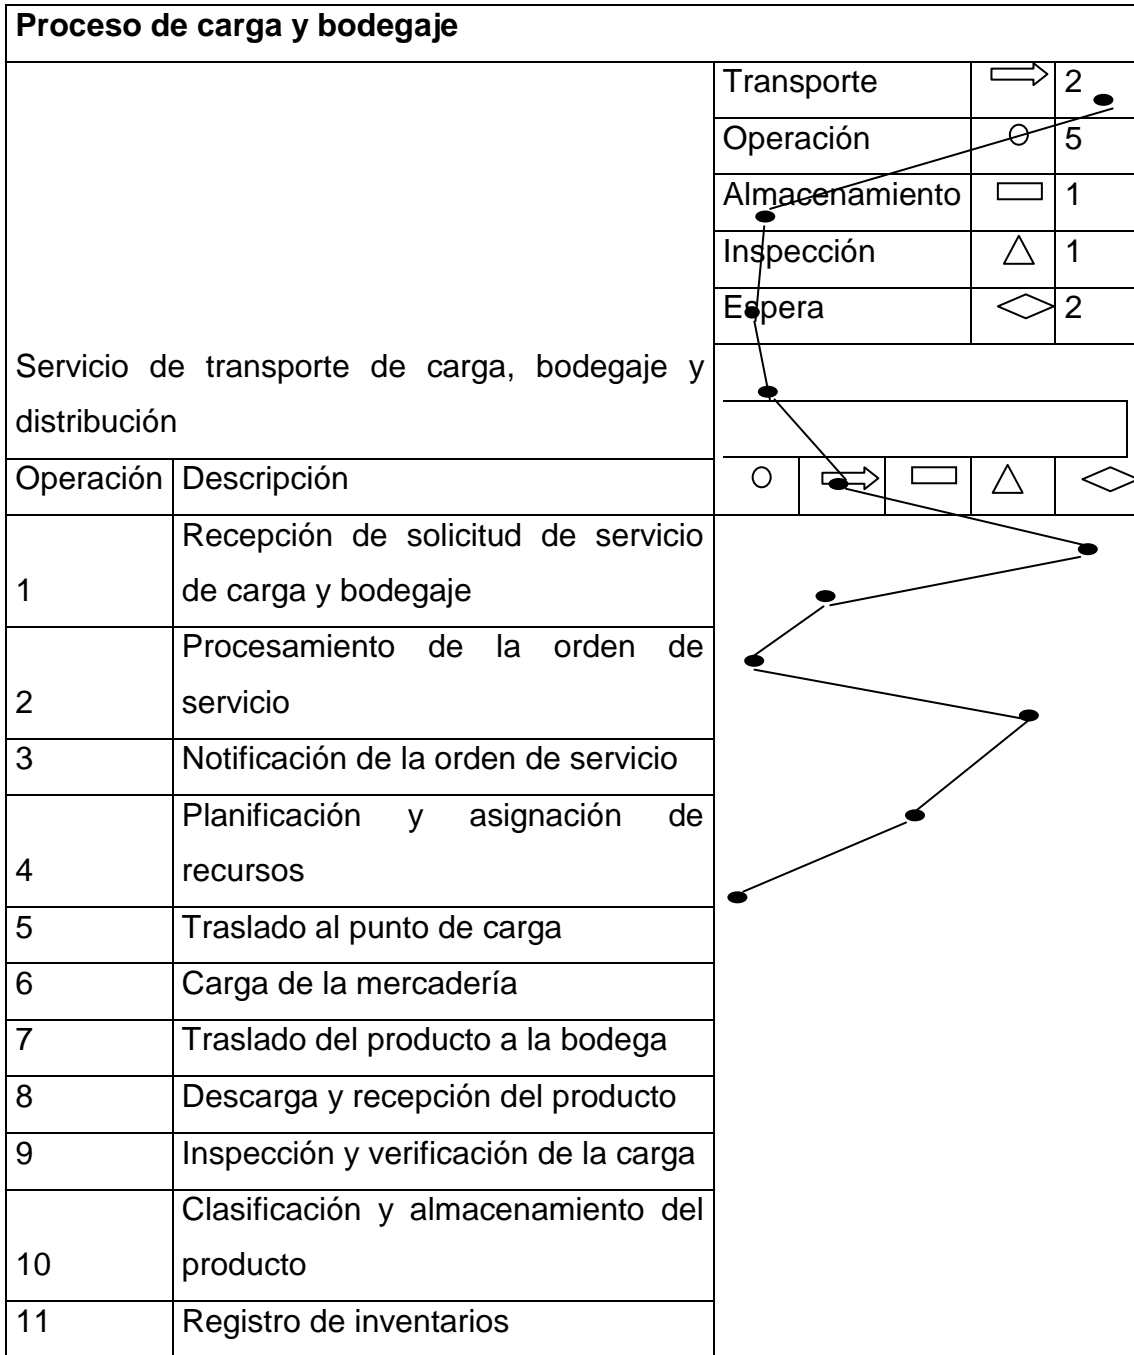 Proceso de carga y bodegaje
Transporte 2
Operación 5
Almacenamiento 1
Inspección 1
Espera 2
Servicio de transporte de carga, bodegaje y
distribución
Operación Descripción
Recepción de solicitud de servicio
1 de carga y bodegaje
Procesamiento de la orden de
2 servicio
3 Notificación de la orden de servicio
Planificación y asignación de
4 recursos
5 Traslado al punto de carga
6 Carga de la mercadería
7 Traslado del producto a la bodega
8 Descarga y recepción del producto
9 Inspección y verificación de la carga
Clasificación y almacenamiento del
10 producto
11 Registro de inventarios